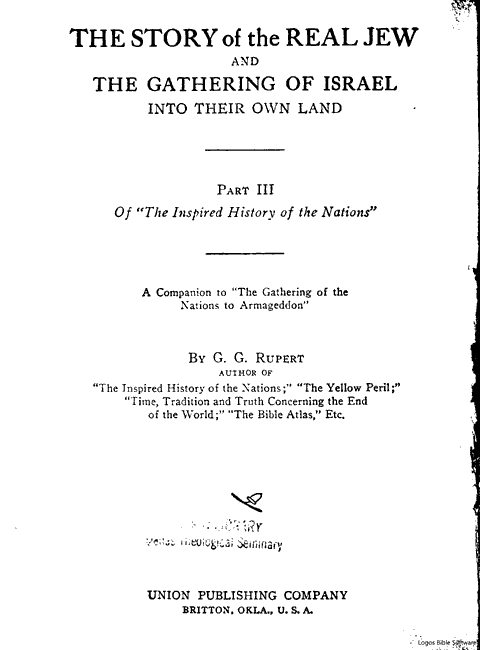 THE STORY of the REAL JEW
AND
THE GATHERING OF ISRAEL
INTO THEIR OWN LAND
PART III
Of "The Inspired History of the Nations"
A Companion to "The Gathering of the
Nations to Armageddon"
BY G. G. RUPERT
AUTHOR OF
"The Inspired History of the Nations;" "The Yellow Peril;"
"Time, Tradition and Truth Concerning the End
of the World;" "The Bible Atlas," Etc.
Theological Seminary
UNION PUBLISHING COMPANY
BRITTON, OKLA., U. S. A.
Logos Bible Software